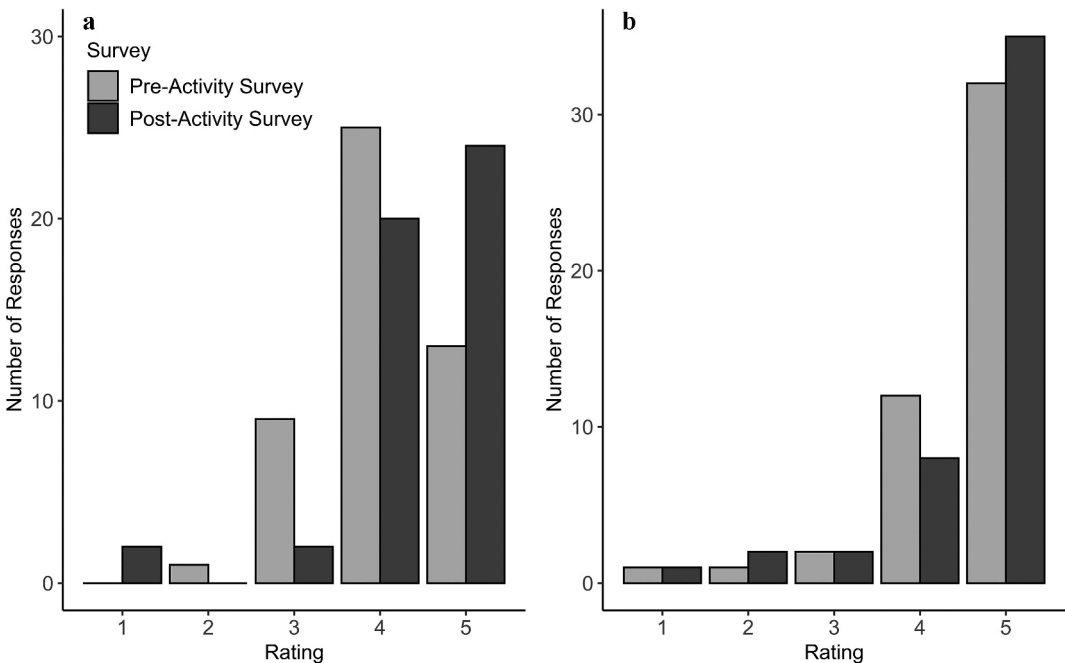 a
Survey
Pre-Activity Survey
Post-Activity Survey
Number of Responses
30
20
10
0
1 2 3 4 5
Rating
b
Number of Responses
30
20
10
0
1 2 3 4 5
Rating